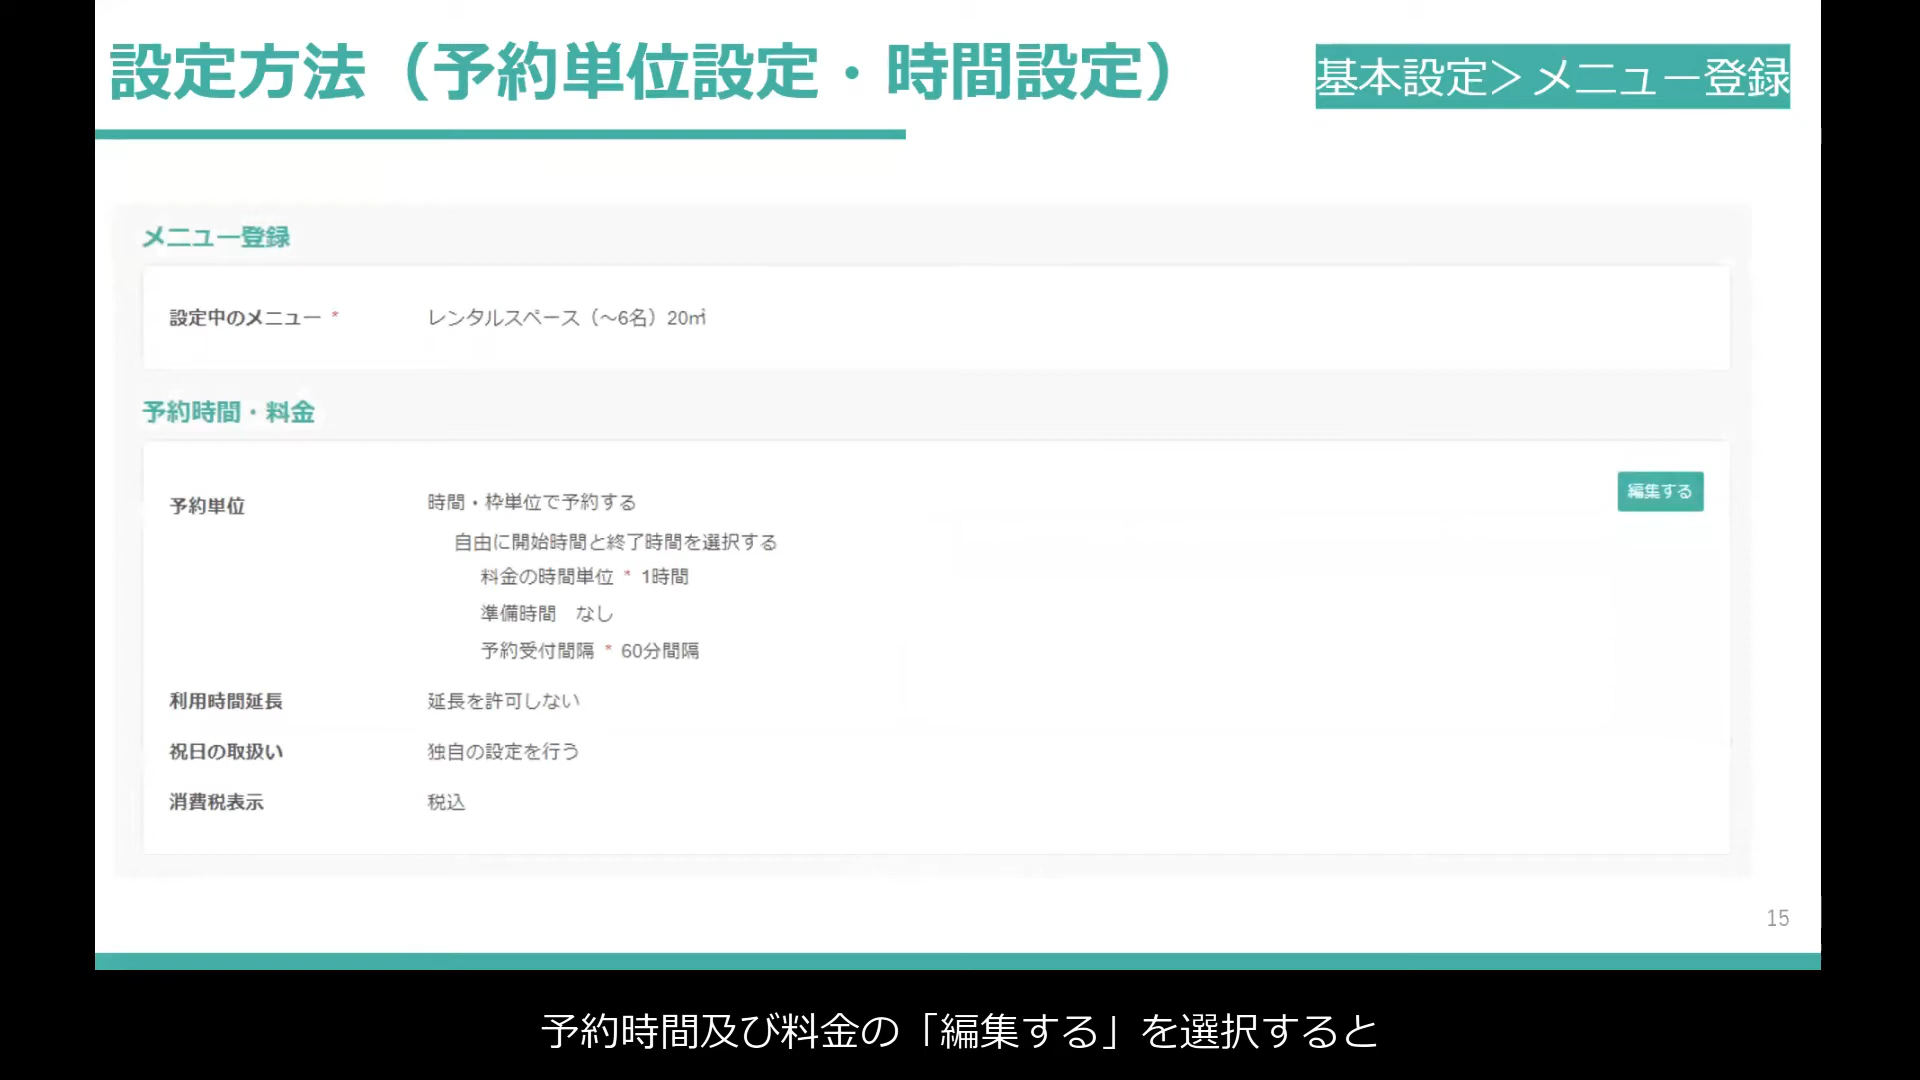 設定方法（予約単位設定・時間設定）
基本設定＞メニュー登録
メニュー登録
設定中のメニュー * レンタルスペース（～6名）20㎡
予約時間・料金
予約単位 時間・枠単位で予約する 編集する
自由に開始時間と終了時間を選択する
料金の時間単位 * 1時間
準備時間 なし
予約受付間隔 * 60分間隔
利用時間延長 延長を許可しない
祝日の取扱い 独自の設定を行う
消費税表示 税込
15
予約時間及び料金の「編集する」を選択すると